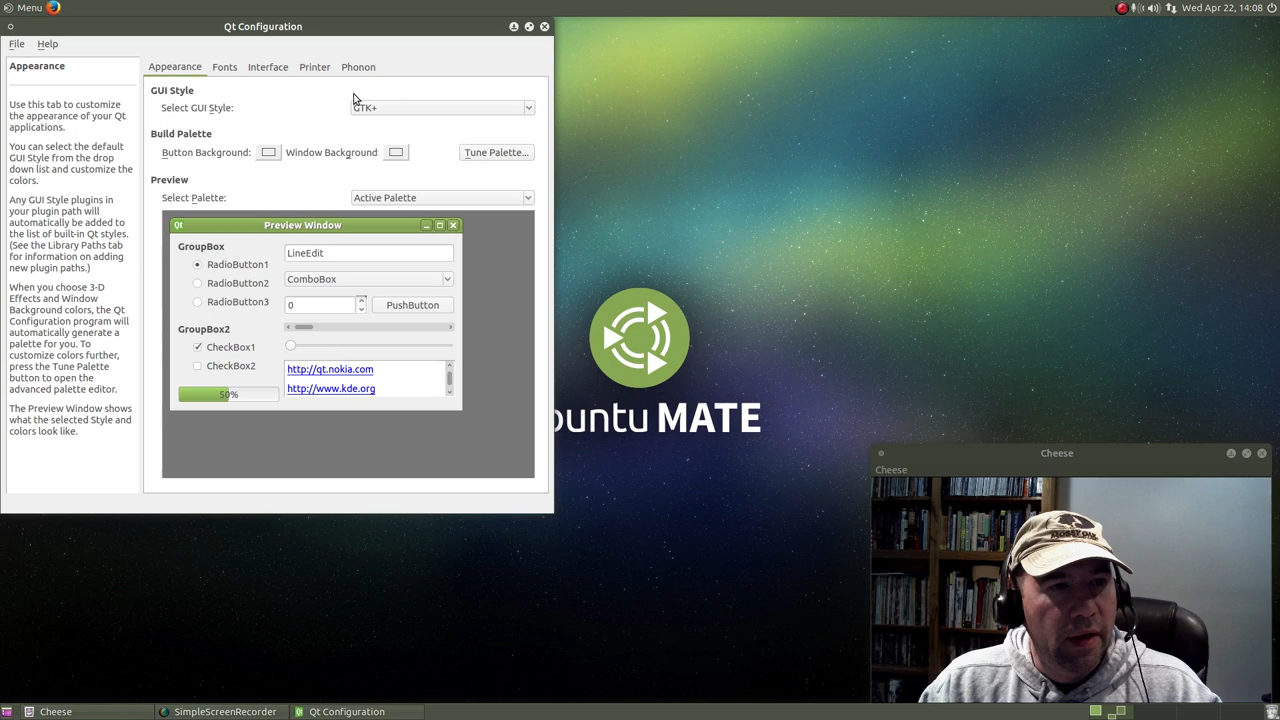 Menu
Wed Apr 22, 14:08
Qt Configuration
File Help
Appearance
Use this tab to customize
the appearance of your Qt
applications.
You can select the default
GUI Style from the drop
down list and customize the
colors.
Any GUI Style plugins in
your plugin path will
automatically be added to
the list of built-in Qt styles.
(See the Library Paths tab
for information on adding
new plugin paths.)
When you choose 3-D
Effects and Window
Background colors, the Qt
Configuration program will
automatically generate a
palette for you. To
customize colors further,
press the Tune Palette
button to open the
advanced palette editor.
The Preview Window shows
what the selected Style and
colors look like.
Appearance Fonts Interface Printer Phonon
GUI Style
Select GUI Style: GTK+
Build Palette
Button Background: Window Background: Tune Palette...
Preview
Select Palette: Active Palette
Qt Preview Window
GroupBox
RadioButton1
RadioButton2
RadioButton3
GroupBox2
CheckBox1
CheckBox2
50%
LineEdit
ComboBox
0 PushButton
http://qt.nokia.com
http://www.kde.org
buntu MATE
Cheese
Cheese
Cheese SimpleScreenRecorder Qt Configuration